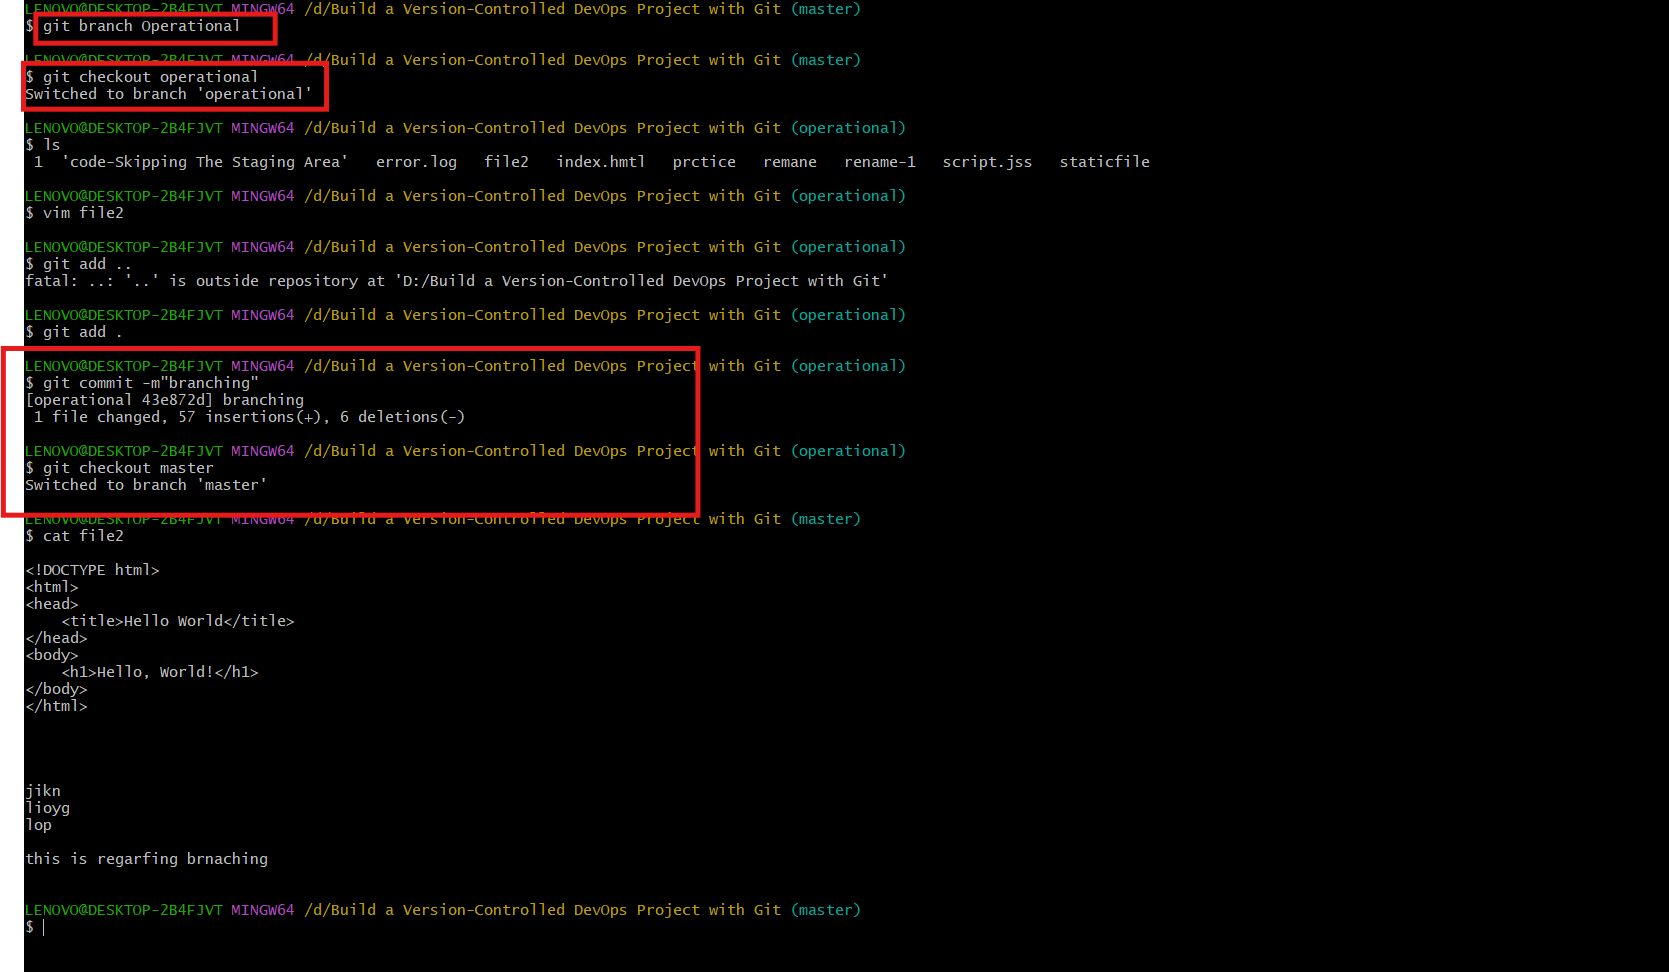 LENOVO@DESKTOP-2B4FJVT MINGW64 /d/Build a Version-Controlled DevOps Project with Git (master)
$ git branch Operational
LENOVO@DESKTOP-2B4FJVT MINGW64 /d/Build a Version-Controlled DevOps Project with Git (master)
$ git checkout operational
Switched to branch 'operational'
LENOVO@DESKTOP-2B4FJVT MINGW64 /d/Build a Version-Controlled DevOps Project with Git (operational)
$ ls
1 'code-Skipping The Staging Area' error.log file2 index.hmtl prctice remane rename-1 script.jss staticfile
LENOVO@DESKTOP-2B4FJVT MINGW64 /d/Build a Version-Controlled DevOps Project with Git (operational)
$ vim file2
LENOVO@DESKTOP-2B4FJVT MINGW64 /d/Build a Version-Controlled DevOps Project with Git (operational)
$ git add ..
fatal: ..: '..' is outside repository at 'D:/Build a Version-Controlled DevOps Project with Git'
LENOVO@DESKTOP-2B4FJVT MINGW64 /d/Build a Version-Controlled DevOps Project with Git (operational)
$ git add .
LENOVO@DESKTOP-2B4FJVT MINGW64 /d/Build a Version-Controlled DevOps Project with Git (operational)
$ git commit -m"branching"
[operational 43e872d] branching
1 file changed, 57 insertions(+), 6 deletions(-)
LENOVO@DESKTOP-2B4FJVT MINGW64 /d/Build a Version-Controlled DevOps Project with Git (operational)
$ git checkout master
Switched to branch 'master'
LENOVO@DESKTOP-2B4FJVT MINGW64 /d/Build a Version-Controlled DevOps Project with Git (master)
$ cat file2
<!DOCTYPE html>
<html>
<head>
<title>Hello World</title>
</head>
<body>
<h1>Hello, World!</h1>
</body>
</html>
jikn
lioyg
lop
this is regarfing brnaching
LENOVO@DESKTOP-2B4FJVT MINGW64 /d/Build a Version-Controlled DevOps Project with Git (master)
$